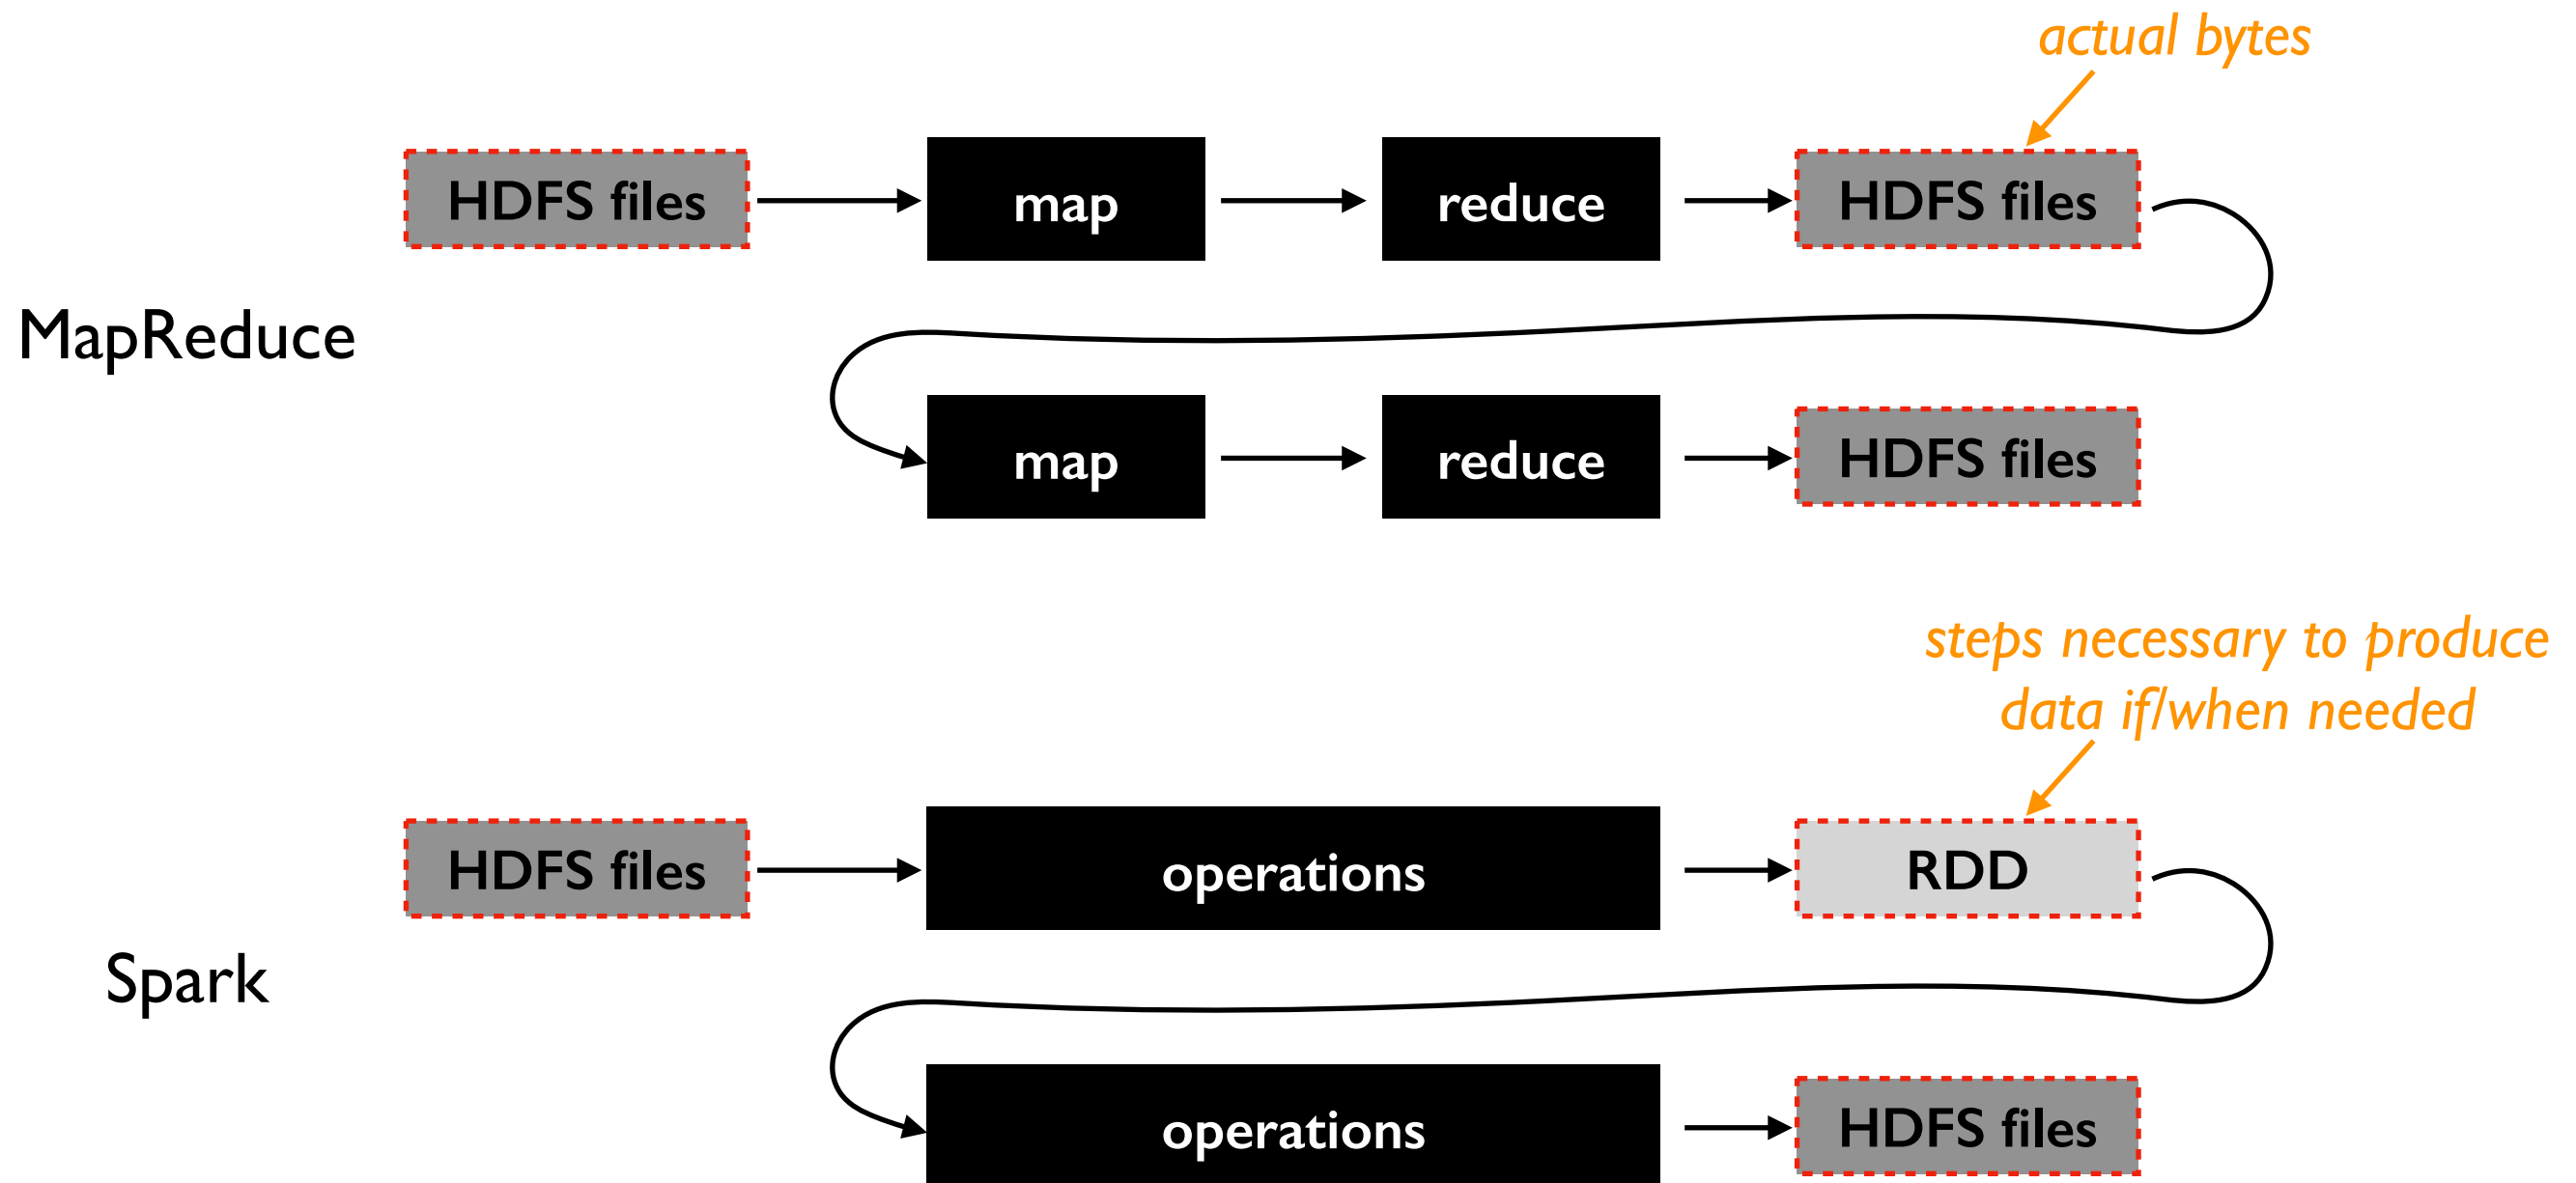 actual bytes
HDFS files
map
reduce
HDFS files
MapReduce
map
reduce
HDFS files
steps necessary to produce
data if/when needed
HDFS files
operations
RDD
Spark
operations
HDFS files